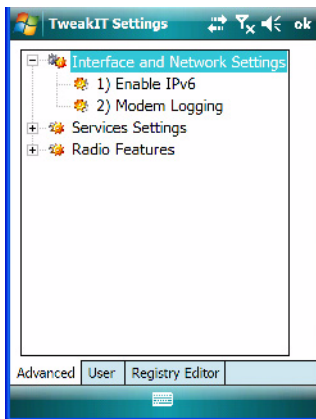 TweakIT Settings ok
Interface and Network Settings
1) Enable IPv6
2) Modem Logging
Services Settings
Radio Features
Advanced User Registry Editor